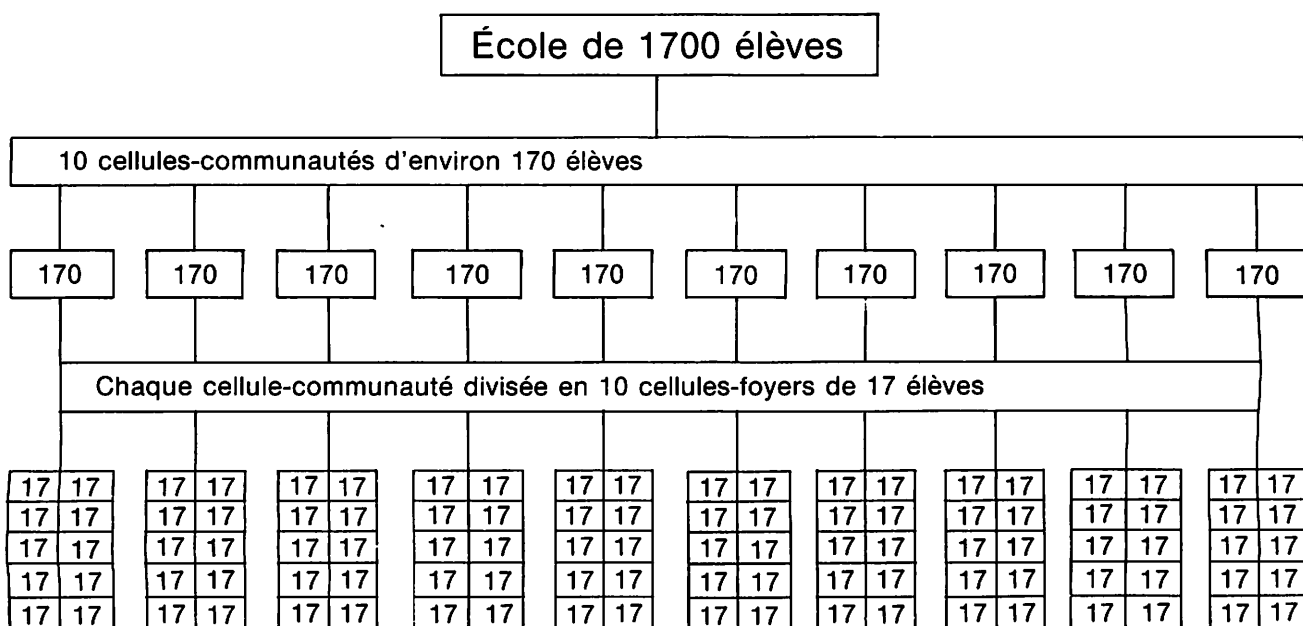 École de 1700 élèves
10 cellules-communautés d'environ 170 élèves
170 170 170 170 170 170 170 170 170 170
Chaque cellule-communauté divisée en 10 cellules-foyers de 17 élèves
17 17 17 17 17 17 17 17 17 17 17 17 17 17 17 17 17 17 17 17
17 17 17 17 17 17 17 17 17 17 17 17 17 17 17 17 17 17 17 17
17 17 17 17 17 17 17 17 17 17 17 17 17 17 17 17 17 17 17 17
17 17 17 17 17 17 17 17 17 17 17 17 17 17 17 17 17 17 17 17
17 17 17 17 17 17 17 17 17 17 17 17 17 17 17 17 17 17 17 17